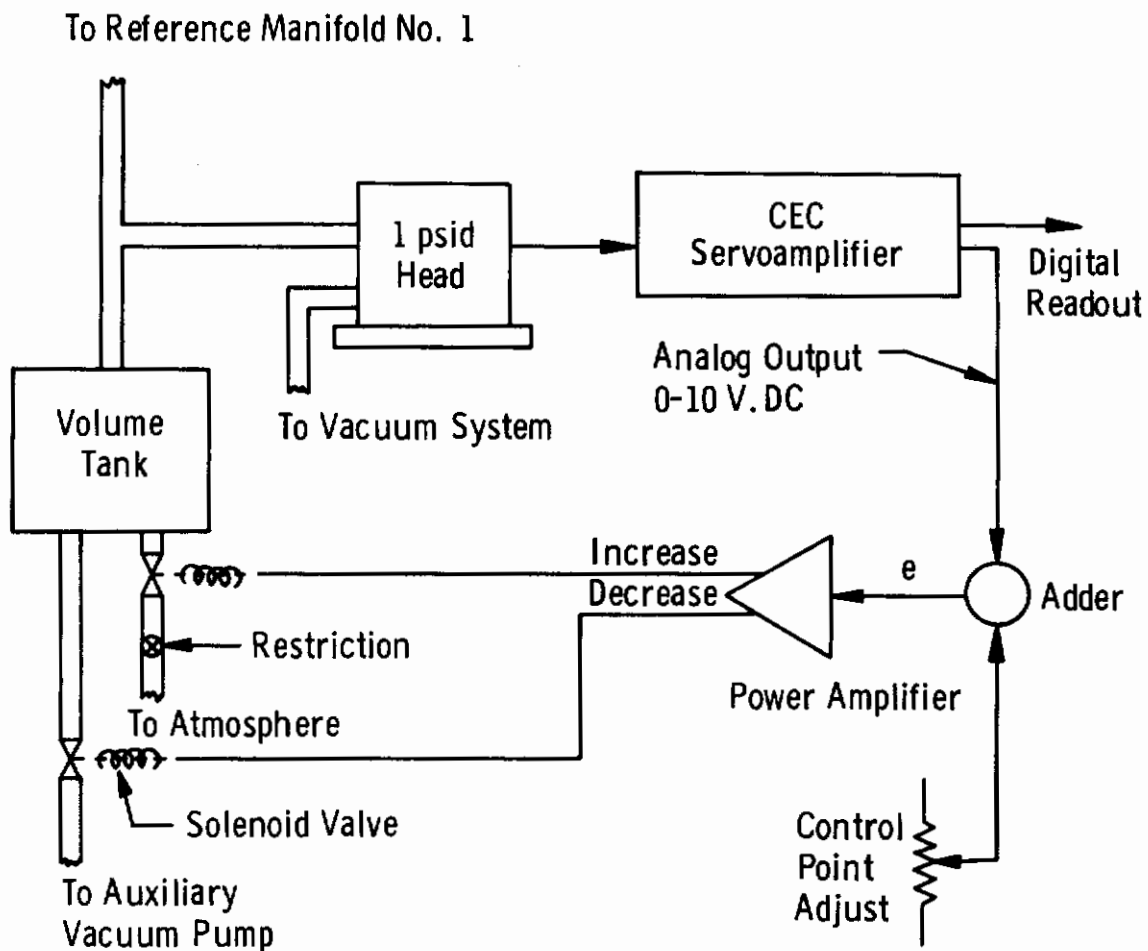 To Reference Manifold No. 1
1 psid
Head
CEC
Servoamplifier
Digital
Readout
Analog Output
0-10 V. DC
To Vacuum System
Volume
Tank
Increase
Decrease
e
Adder
Restriction
Power Amplifier
To Atmosphere
Solenoid Valve
Control
Point
Adjust
To Auxiliary
Vacuum Pump